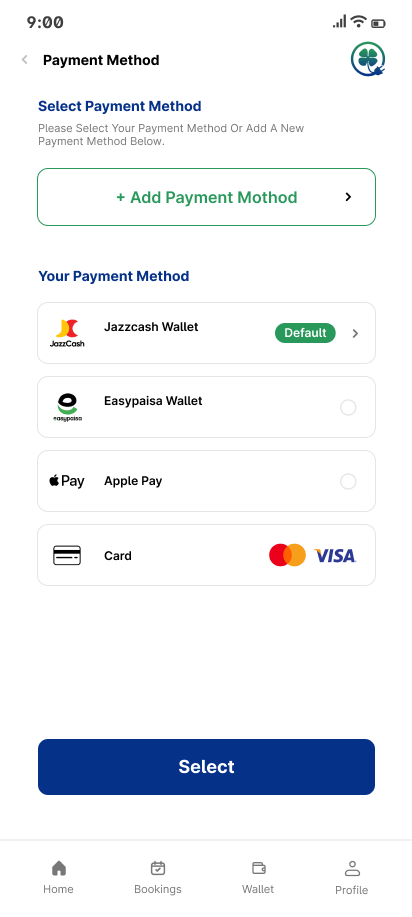 9:00
Payment Method
Select Payment Method
Please Select Your Payment Method Or Add A New
Payment Method Below.
+ Add Payment Mothod
Your Payment Method
JazzCash
Jazzcash Wallet
Default
easypaisa
Easypaisa Wallet
Pay
Apple Pay
Card
VISA
Select
Home
Bookings
Wallet
Profile